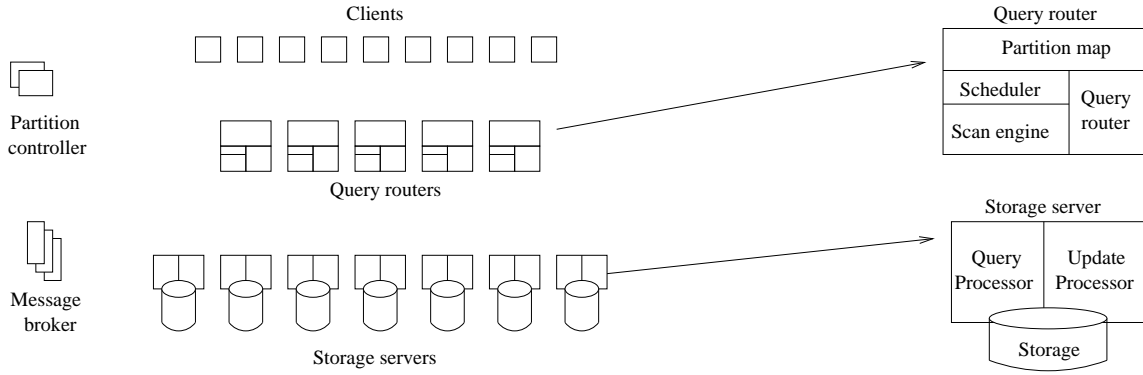 Clients
Partition
controller
Query routers
Message
broker
Storage servers
Query router
Partition map
Scheduler
Scan engine
Query
router
Storage server
Query
Processor
Update
Processor
Storage